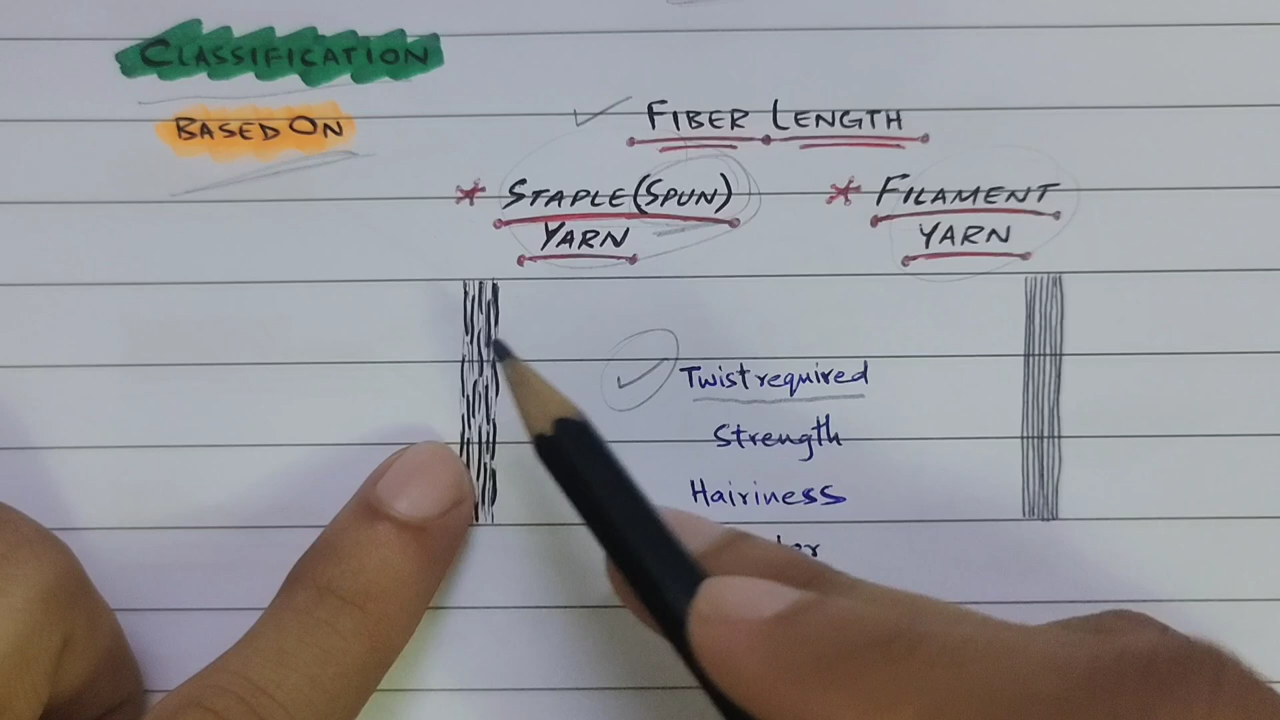 CLASSIFICATION
BASED ON
FIBER LENGTH
* STAPLE (SPUN)
YARN
* FILAMENT
YARN
Twist required
Strength
Hairiness